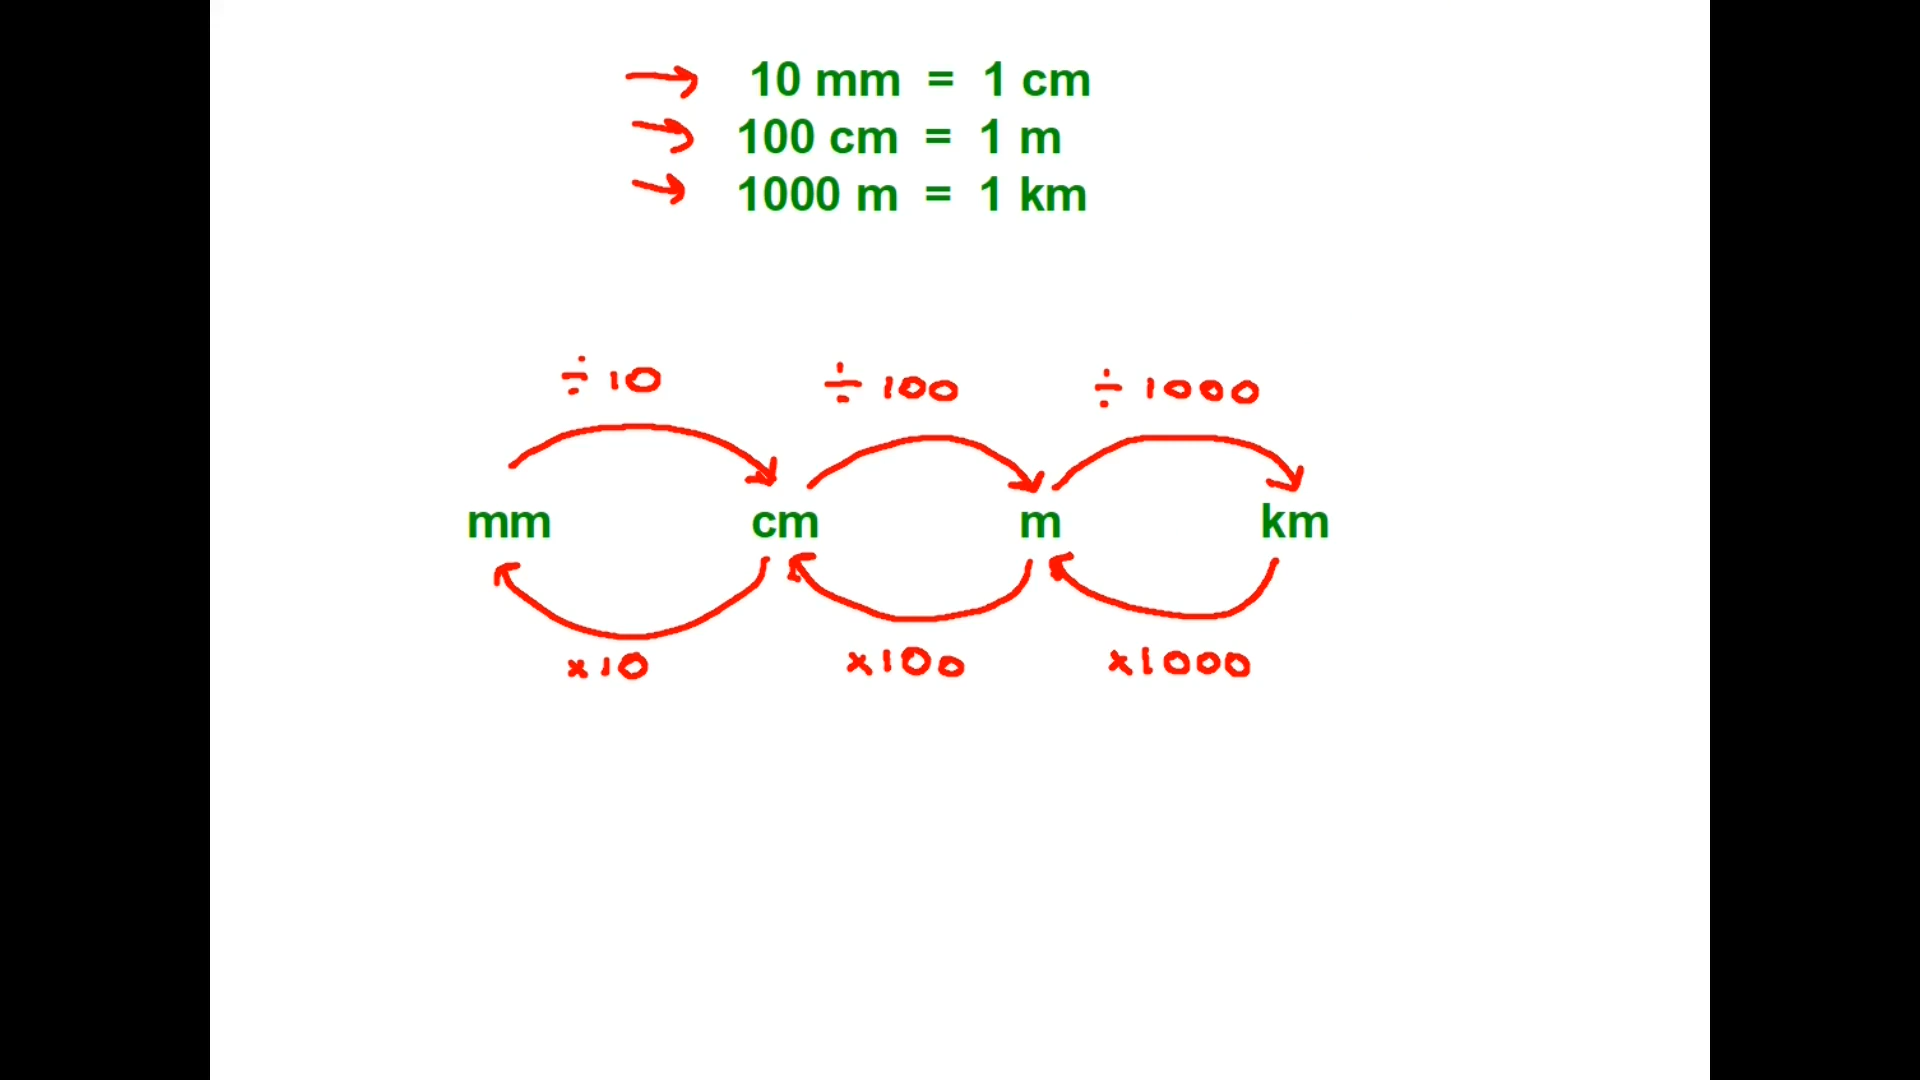 10 mm = 1 cm
100 cm = 1 m
1000 m = 1 km
÷ 10 ÷ 100 ÷ 1000
mm cm m km
x10 x100 x1000